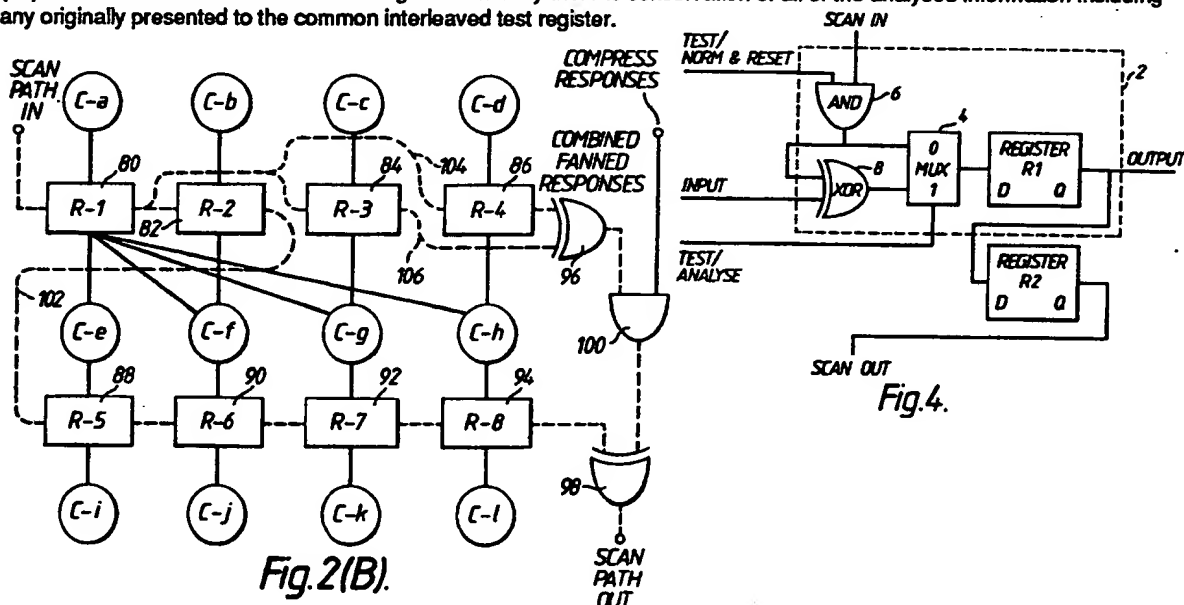 any originally presented to the common interleaved test register.
SCAN
PATH
IN
C-a
C-b
C-c
C-d
COMPRESS
RESPONSES
80
84
104
86
COMBINED
FANNED
RESPONSES
R-1
R-2
R-3
R-4
82
106
96
102
C-e
C-f
C-g
C-h
100
88
90
92
94
R-5
R-6
R-7
R-8
98
C-i
C-j
C-k
C-l
SCAN
PATH
OUT
Fig.2(B).
SCAN IN
TEST/
NORM & RESET
2
AND
6
4
0
MUX
1
8
XOR
REGISTER
R1
D Q
OUTPUT
INPUT
TEST/
ANALYSE
REGISTER
R2
D Q
SCAN OUT
Fig.4.